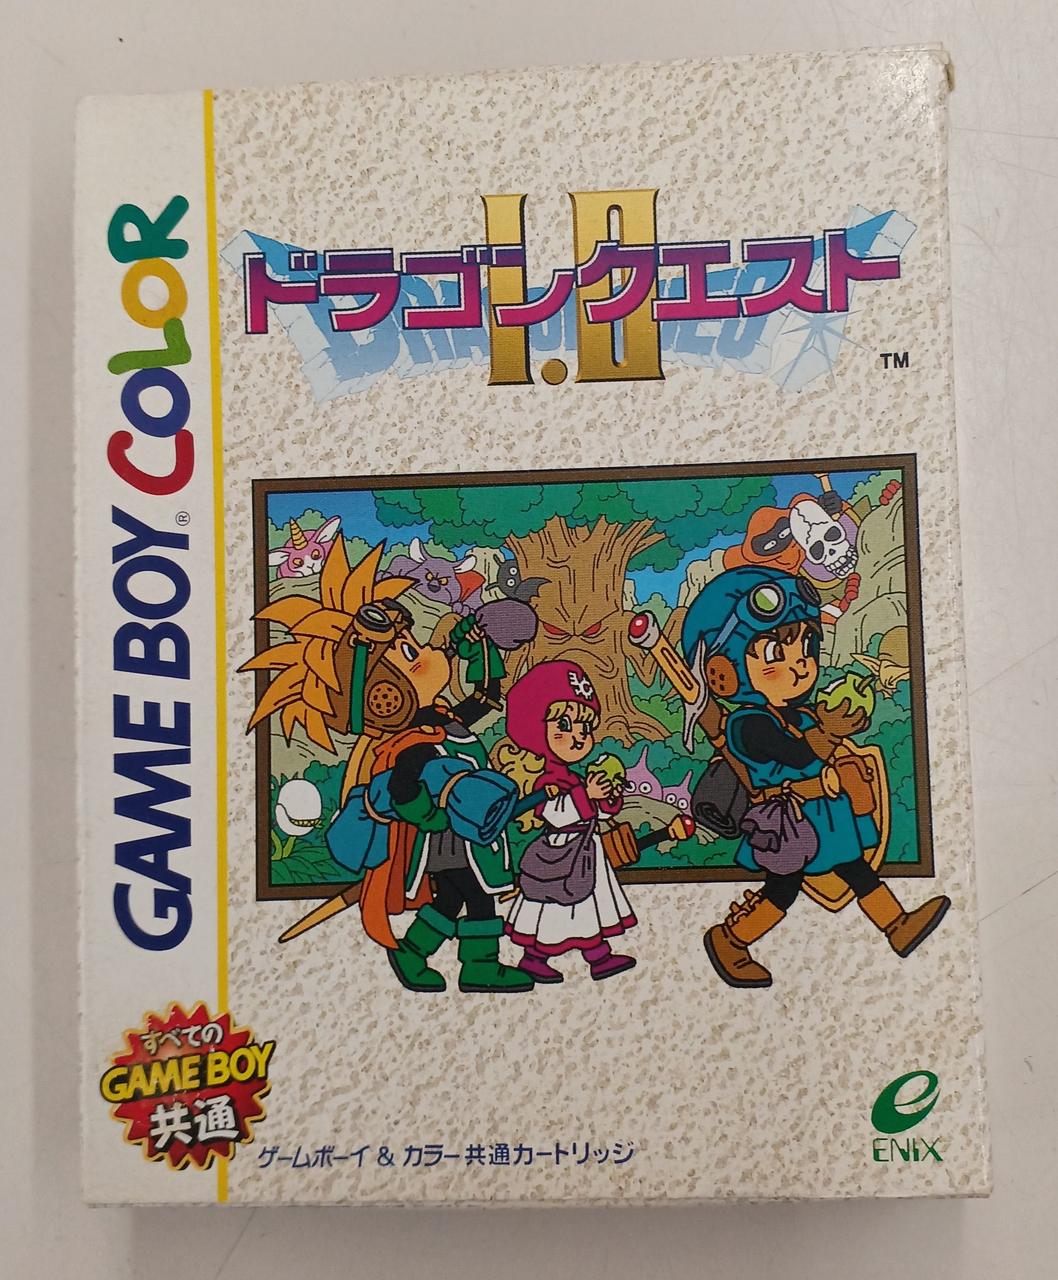 GAME BOY® COLOR
I.II
ドラゴンクエスト
TM
すべての
GAME BOY
共通
ゲームボーイ & カラー共通カートリッジ
ENIX